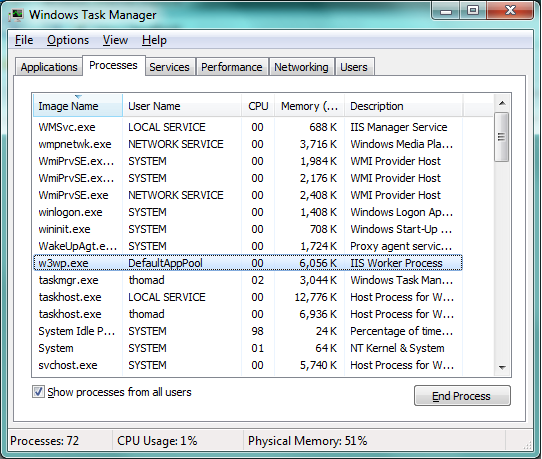 Windows Task Manager
File Options View Help
Applications Processes Services Performance Networking Users
Image Name User Name CPU Memory (... Description
WMSvc.exe LOCAL SERVICE 00 688 K IIS Manager Service
wmpnetwk.exe NETWORK SERVICE 00 3,716 K Windows Media Pla...
WmiPrvSE.ex... SYSTEM 00 1,984 K WMI Provider Host
WmiPrvSE.exe SYSTEM 00 2,176 K WMI Provider Host
WmiPrvSE.exe NETWORK SERVICE 00 2,408 K WMI Provider Host
winlogon.exe SYSTEM 00 1,408 K Windows Logon Ap...
wininit.exe SYSTEM 00 708 K Windows Start-Up ...
WakeUpAgt.e... SYSTEM 00 1,724 K Proxy agent servic...
w3wp.exe DefaultAppPool 00 6,056 K IIS Worker Process
taskmgr.exe thomad 02 3,044 K Windows Task Man...
taskhost.exe LOCAL SERVICE 00 12,776 K Host Process for W...
taskhost.exe thomad 00 6,936 K Host Process for W...
System Idle P... SYSTEM 98 24 K Percentage of time...
System SYSTEM 01 64 K NT Kernel & System
svchost.exe SYSTEM 00 5,740 K Host Process for W...
Show processes from all users End Process
Processes: 72 CPU Usage: 1% Physical Memory: 51%